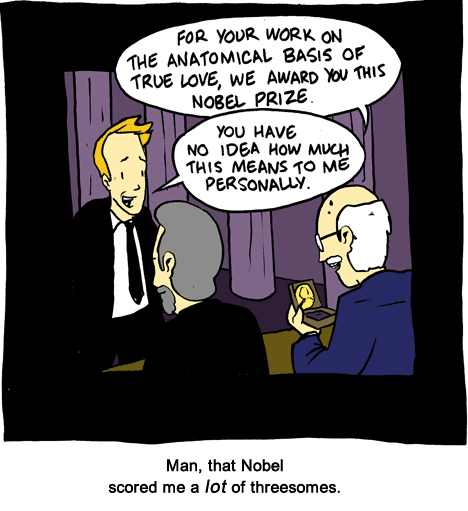 FOR YOUR WORK ON
THE ANATOMICAL BASIS OF
TRUE LOVE, WE AWARD YOU THIS
NOBEL PRIZE.
YOU HAVE
NO IDEA HOW MUCH
THIS MEANS TO ME
PERSONALLY.
Man, that Nobel
scored me a lot of threesomes.